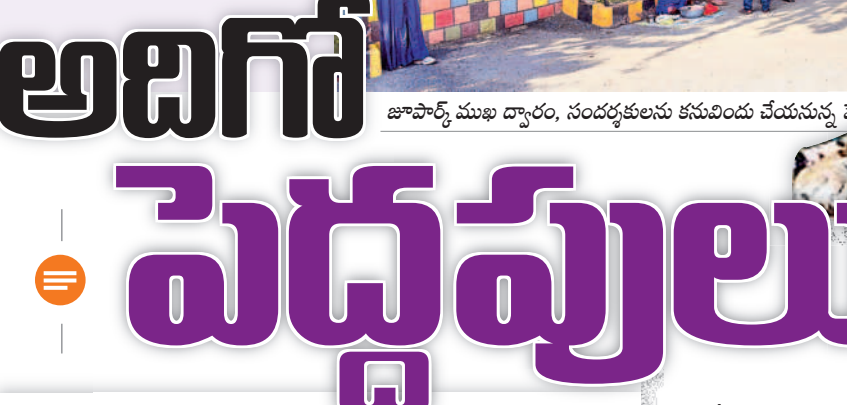 అదిగో
జూపార్క్ ముఖ ద్వారం, సందర్శకులను కనువిందు చేయనున్న
పెద్దపులు